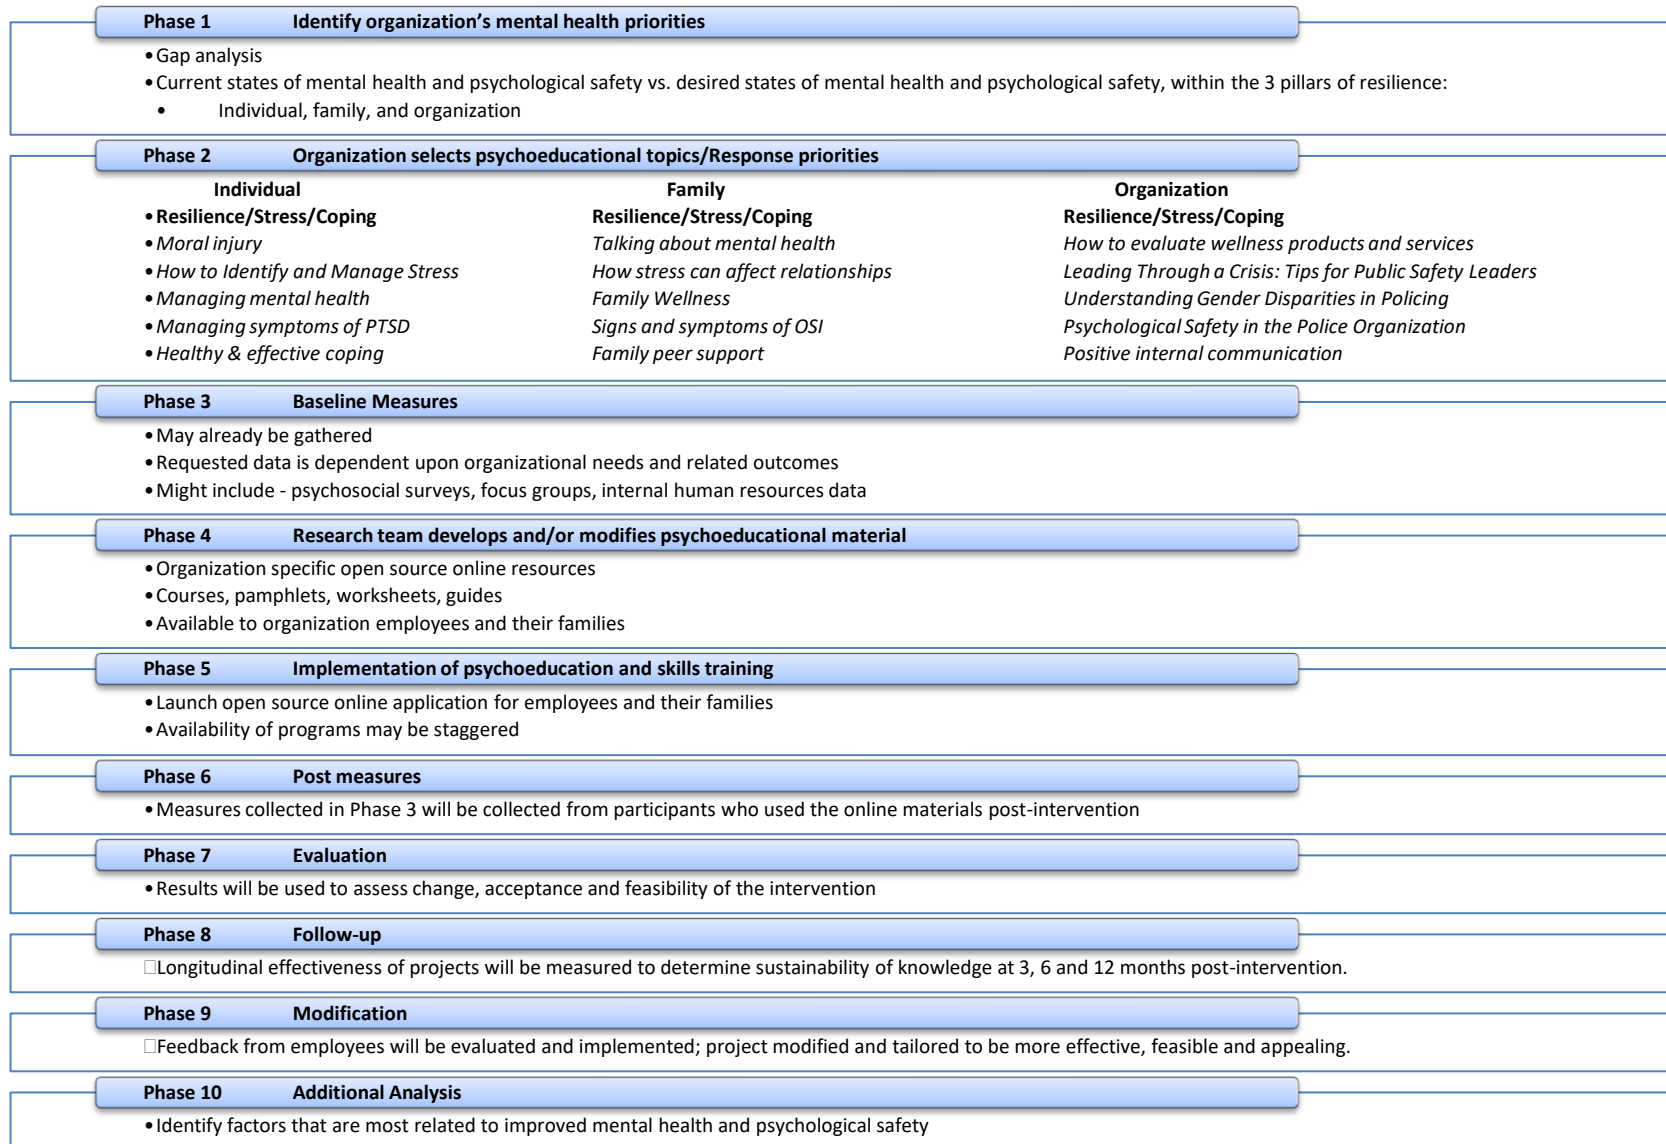 Phase 1 Identify organization’s mental health priorities
•Gap analysis
•Current states of mental health and psychological safety vs. desired states of mental health and psychological safety, within the 3 pillars of resilience:
• Individual, family, and organization
Phase 2 Organization selects psychoeducational topics/Response priorities
Individual Family Organization
•Resilience/Stress/Coping Resilience/Stress/Coping Resilience/Stress/Coping
•Moral injury Talking about mental health How to evaluate wellness products and services
•How to Identify and Manage Stress How stress can affect relationships Leading Through a Crisis: Tips for Public Safety Leaders
•Managing mental health Family Wellness Understanding Gender Disparities in Policing
•Managing symptoms of PTSD Signs and symptoms of OSI Psychological Safety in the Police Organization
•Healthy & effective coping Family peer support Positive internal communication
Phase 3 Baseline Measures
•May already be gathered
•Requested data is dependent upon organizational needs and related outcomes
•Might include - psychosocial surveys, focus groups, internal human resources data
Phase 4 Research team develops and/or modifies psychoeducational material
•Organization specific open source online resources
•Courses, pamphlets, worksheets, guides
•Available to organization employees and their families
Phase 5 Implementation of psychoeducation and skills training
•Launch open source online application for employees and their families
•Availability of programs may be staggered
Phase 6 Post measures
•Measures collected in Phase 3 will be collected from participants who used the online materials post-intervention
Phase 7 Evaluation
•Results will be used to assess change, acceptance and feasibility of the intervention
Phase 8 Follow-up
□Longitudinal effectiveness of projects will be measured to determine sustainability of knowledge at 3, 6 and 12 months post-intervention.
Phase 9 Modification
□Feedback from employees will be evaluated and implemented; project modified and tailored to be more effective, feasible and appealing.
Phase 10 Additional Analysis
•Identify factors that are most related to improved mental health and psychological safety